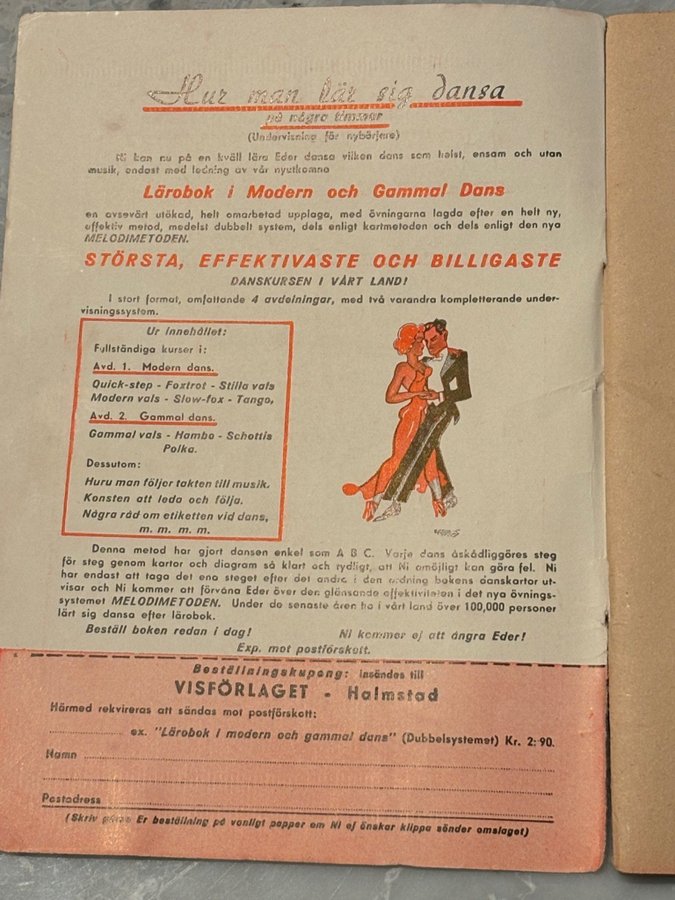 Hur man lär sig dansa
på några timmar
(Undervisning för nybörjare)
Ni kan nu på en kväll lära Eder dansa vilken dans som helst, ensam och utan
musik, endast med ledning av vår nyutkomna
Lärobok i Modern och Gammal Dans
en avsevärt utökad, helt omarbetad upplaga, med övningarna lagda efter en helt ny,
effektiv metod, medelst dubbelt system, dels enligt kartmetoden och dels enligt den nya
MELODIMETODEN.
STÖRSTA, EFFEKTIVASTE OCH BILLIGASTE
DANSKURSEN I VÅRT LAND!
I stort format, omfattande 4 avdelningar, med två varandra kompletterande under-
visningssystem.
Ur innehållet:
Fullständiga kurser i:
Avd. 1. Modern dans.
Quick-step - Foxtrot - Stilla vals
Modern vals - Slow-fox - Tango,
Avd. 2. Gammal dans.
Gammal vals - Hambo - Schottis
Polka.
Dessutom:
Huru man följer takten till musik.
Konsten att leda och följa.
Några råd om etiketten vid dans,
m. m. m. m.
Denna metod har gjort dansen enkel som A B C. Varje dans åskådliggöres steg
för steg genom kartor och diagram så klart och tydligt, att Ni omöjligt kan göra fel. Ni
har endast att taga det ena steget efter det andra i den ordning bokens danskartor ut-
visar och Ni kommer att förvåna Eder över den glänsande effektiviteten i det nya övnings-
systemet MELODIMETODEN. Under de senaste åren ha i vårt land över 100,000 personer
lärt sig dansa efter lärobok.
Beställ boken redan i dag! Ni kommer ej att ångra Eder!
Exp. mot postförskott.
Beställningskupong: insändes till
VISFÖRLAGET - Halmstad
Härmed rekvireras att sändas mot postförskott:
ex. "Lärobok i modern och gammal dans" (Dubbelsystemet) Kr. 2:90.
Namn
Postadress
(Skriv Er beställning på vanligt papper om Ni ej önskar klippa sönder omslaget)